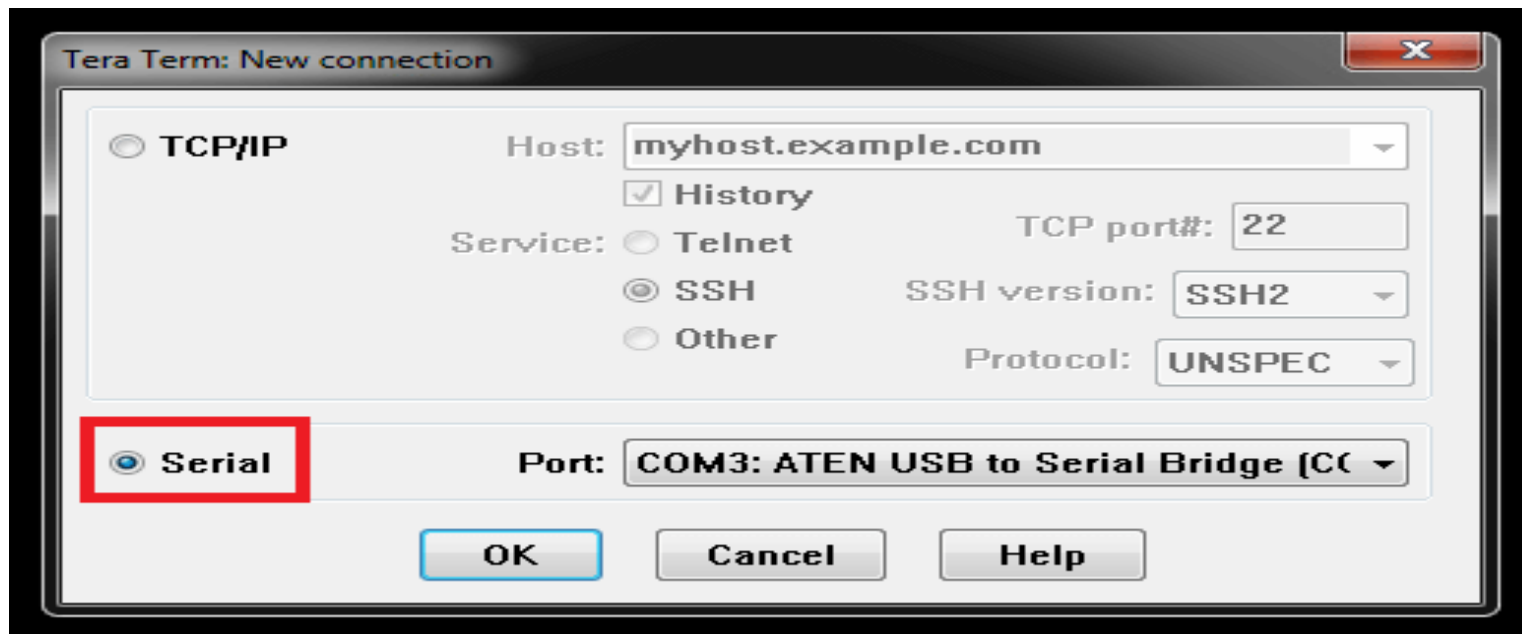 Tera Term: New connection
TCP/IP Host: myhost.example.com
History
Service: Telnet TCP port#: 22
SSH SSH version: SSH2
Other Protocol: UNSPEC
Serial Port: COM3: ATEN USB to Serial Bridge (CC
OK Cancel Help